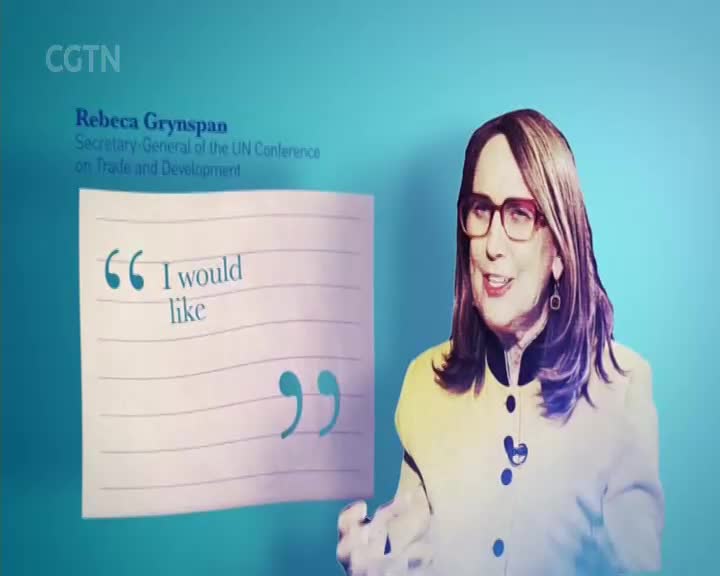 CGTN
Rebeca Grynspan
Secretary-General of the UN Conference
on Trade and Development
“ I would
like
”